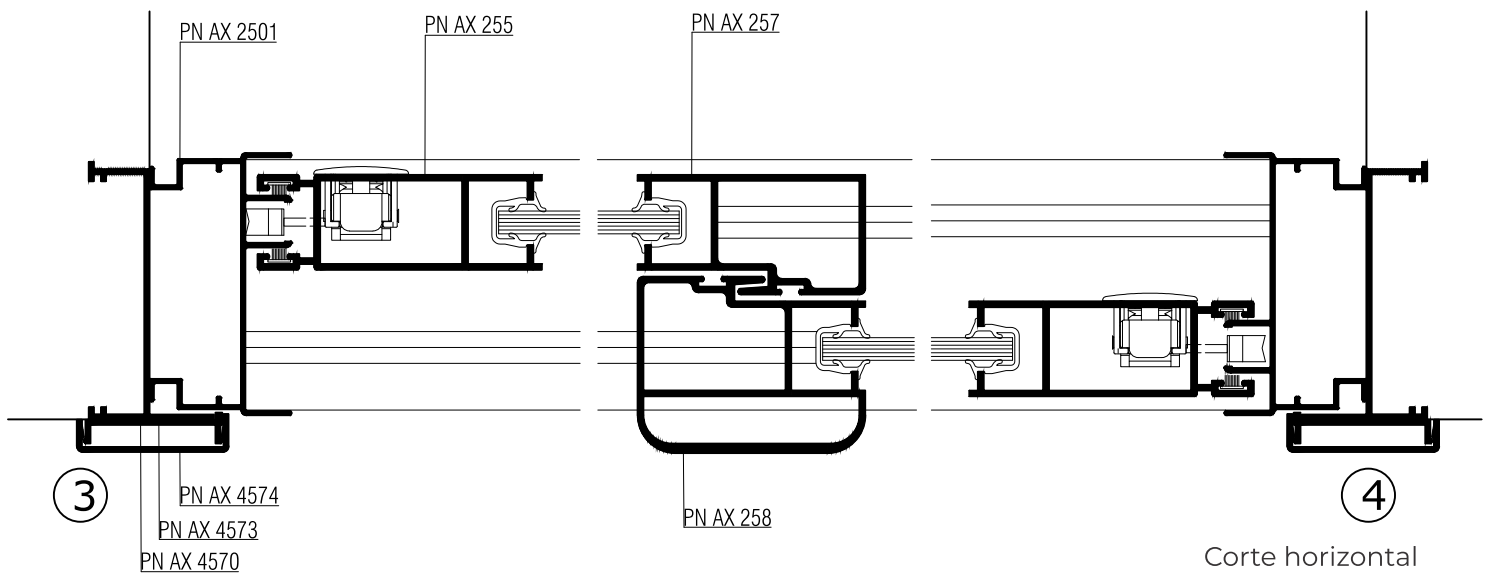 PN AX 2501
PN AX 255
PN AX 257
3
4
PN AX 4574
PN AX 4573
PN AX 4570
PN AX 258
Corte horizontal